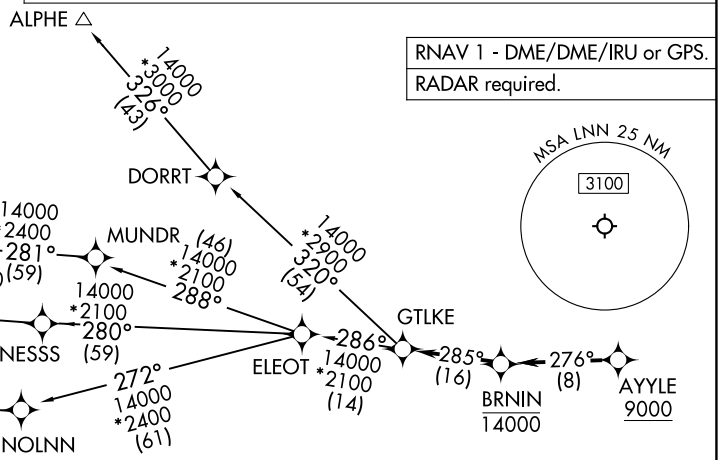 ALPHE
14000
*3000
326°
(43)
RNAV 1 - DME/DME/IRU or GPS.
RADAR required.
MSA LNN 25 NM
3100
DORRT
14000
*2900
320°
(54)
14000
*2400
281°
(59)
MUNDR
(46)
14000
*2100
288°
14000
*2100
280°
(59)
NESSS
272°
14000
*2400
(61)
NOLNN
ELEOT
286°
14000
*2100
(14)
GTLKE
285°
(16)
BRNIN
14000
276°
(8)
AYYLE
9000